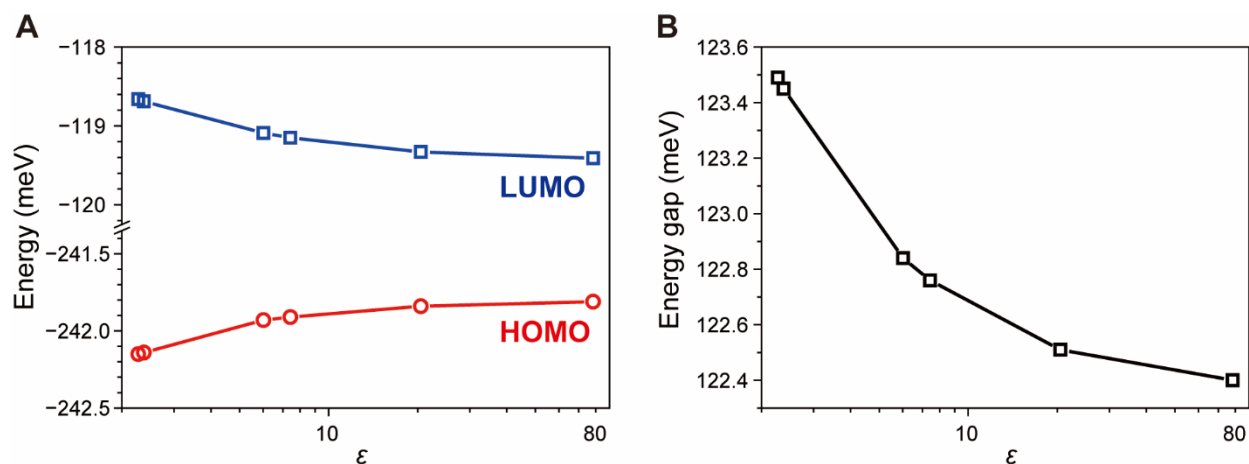 A
−118
−119
−120
−241.5
−242.0
−242.5
Energy (meV)
LUMO
HOMO
10
80
ε
B
123.6
123.4
123.2
123.0
122.8
122.6
122.4
Energy gap (meV)
10
80
ε